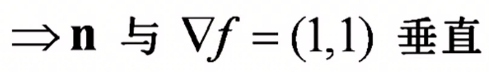 ⇒n 与 ∇f = (1,1) 垂直